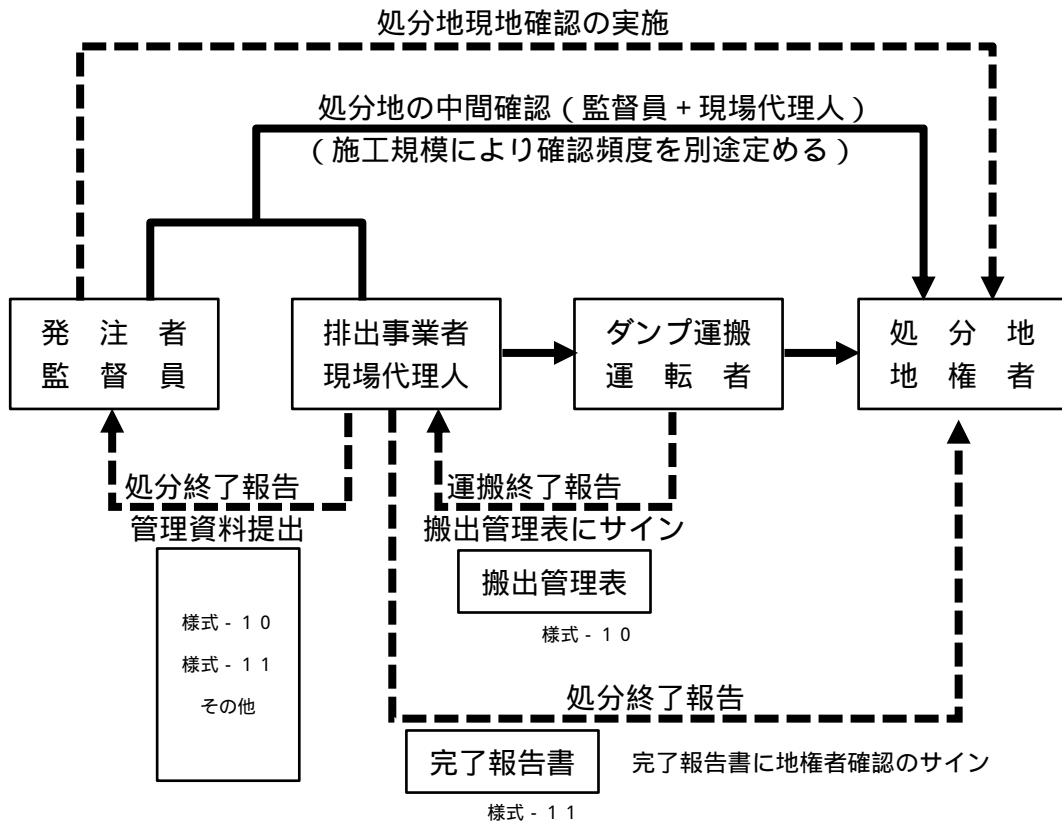 処分地現地確認の実施
処分地の中間確認（監督員＋現場代理人）
（施工規模により確認頻度を別途定める）
発　注　者
監　督　員
排出事業者
現場代理人
ダンプ運搬
運　転　者
処　分　地
地　権　者
処分終了報告
管理資料提出
運搬終了報告
搬出管理表にサイン
搬出管理表
様式－１０
様式－１０
様式－１１
その他
処分終了報告
完了報告書
完了報告書に地権者確認のサイン
様式－１１